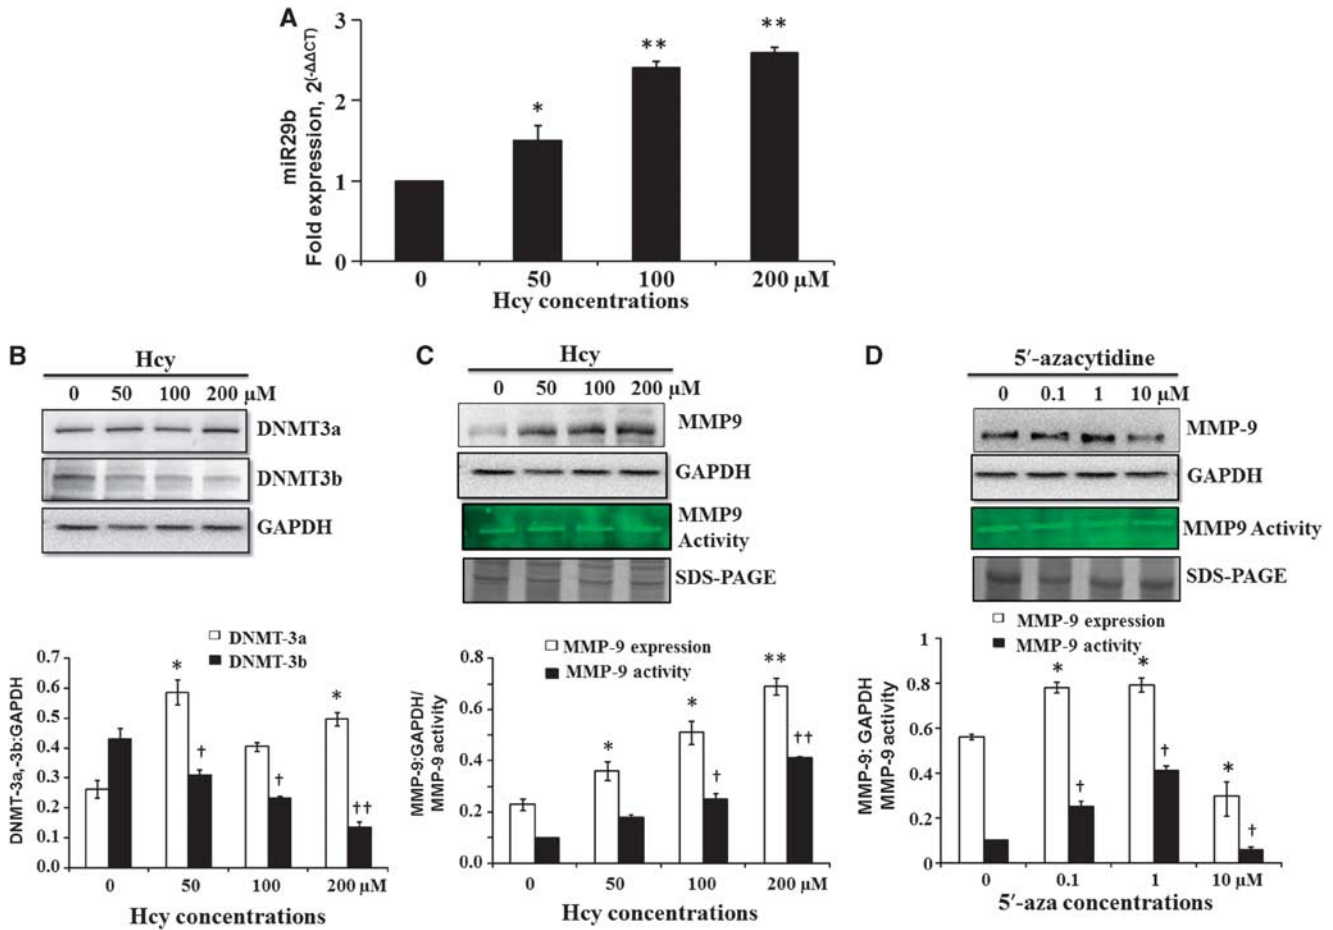 A
miR29b
Fold expression, 2(-ΔΔCT)
3
2
1
0
*
**
**
0 50 100 200 µM
Hcy concentrations
B
Hcy
0 50 100 200 µM
DNMT3a
DNMT3b
GAPDH
DNMT-3a
DNMT-3b
DNMT-3a,-3b:GAPDH
0.7
0.6
0.5
0.4
0.3
0.2
0.1
0.0
*
†
†
*
††
0 50 100 200 µM
Hcy concentrations
C
Hcy
0 50 100 200 µM
MMP9
GAPDH
MMP9
Activity
SDS-PAGE
MMP-9 expression
MMP-9 activity
MMP-9:GAPDH/
MMP-9 activity
0.8
0.6
0.4
0.2
0.0
*
*
†
**
††
0 50 100 200 µM
Hcy concentrations
D
5′-azacytidine
0 0.1 1 10 µM
MMP-9
GAPDH
MMP9 Activity
SDS-PAGE
MMP-9 expression
MMP-9 activity
MMP-9: GAPDH
MMP-9 activity
1
0.8
0.6
0.4
0.2
0
*
†
*
†
*
†
0 0.1 1 10 µM
5′-aza concentrations